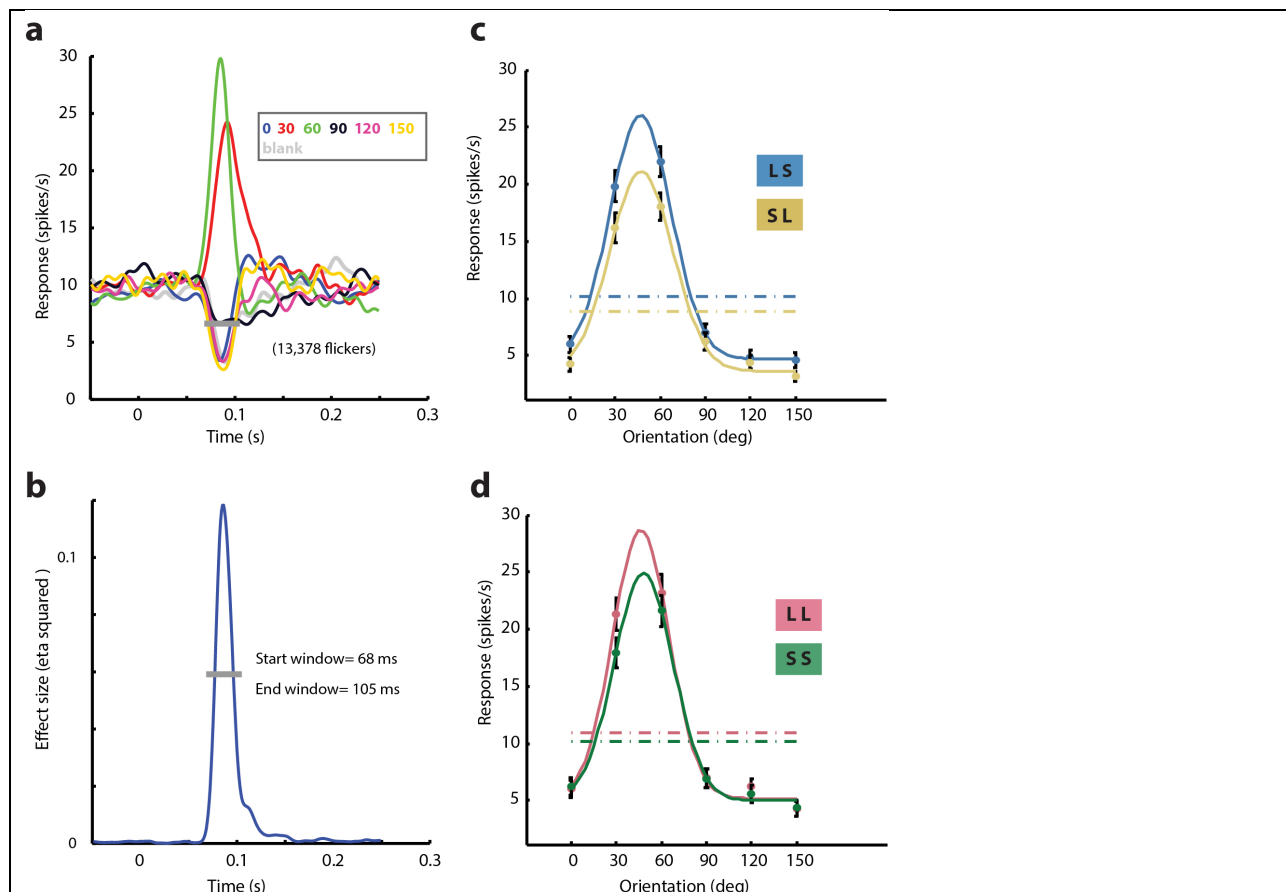 a
Response (spikes/s)
30
25
20
15
10
5
0
0 30 60 90 120 150
blank
(13,378 flickers)
0 0.1 0.2 0.3
Time (s)
c
Response (spikes/s)
30
25
20
15
10
5
L S
S L
0 30 60 90 120 150
Orientation (deg)
b
Effect size (eta squared )
0.1
0
Start window= 68 ms
End window= 105 ms
0 0.1 0.2 0.3
Time (s)
d
Response (spikes/s)
30
25
20
15
10
5
L L
S S
0 30 60 90 120 150
Orientation (deg)